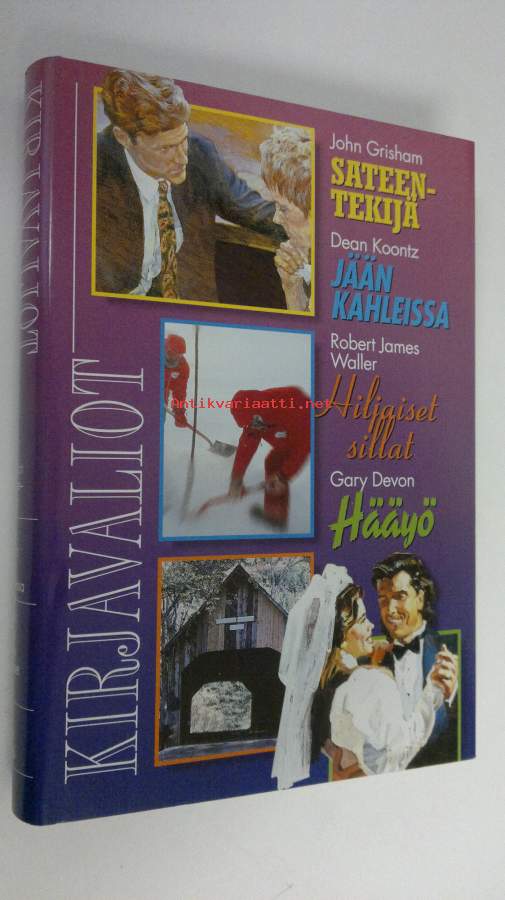 KIRJAVALIOT
KIRJAVALIOT
John Grisham
SATEEN-
TEKIJÄ
Dean Koontz
JÄÄN
KAHLEISSA
Robert James
Waller
Hiljaiset
sillat
Gary Devon
Hääyö
Antikvariaatti.net